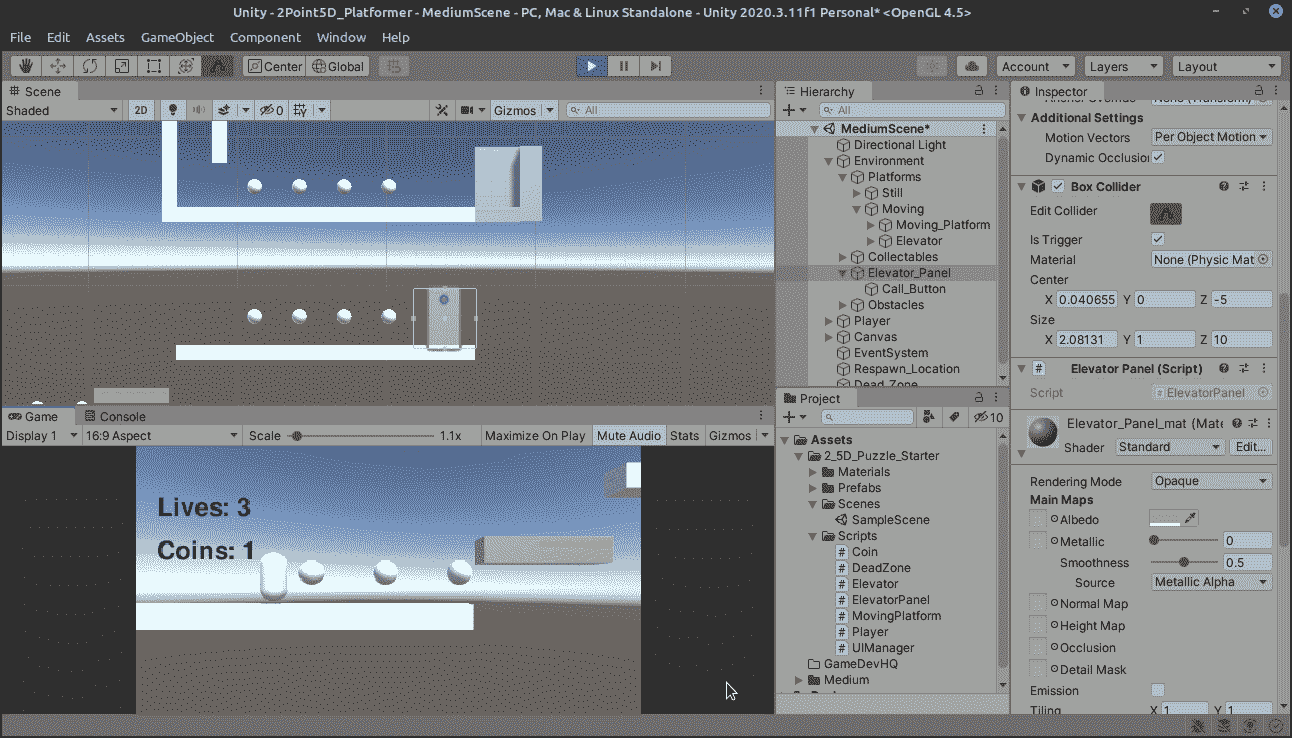 Unity - 2Point5D_Platformer - MediumScene - PC, Mac & Linux Standalone - Unity 2020.3.11f1 Personal* <OpenGL 4.5>
File Edit Assets GameObject Component Window Help
Center Global Account Layers Layout
Scene
Shaded 2D 0 Gizmos All
Game Console
Display 1 16:9 Aspect Scale 1.1x Maximize On Play Mute Audio Stats Gizmos
Lives: 3
Coins: 1
Hierarchy
All
MediumScene*
Directional Light
Environment
Platforms
Still
Moving
Moving_Platform
Elevator
Collectables
Elevator_Panel
Call_Button
Obstacles
Player
Canvas
EventSystem
Respawn_Location
Dead_Zone
Project
10
Assets
2_5D_Puzzle_Starter
Materials
Prefabs
Scenes
SampleScene
Scripts
Coin
DeadZone
Elevator
ElevatorPanel
MovingPlatform
Player
UIManager
GameDevHQ
Medium
Inspector
Additional Settings
Motion Vectors Per Object Motion
Dynamic Occlusion
Box Collider
Edit Collider
Is Trigger
Material None (Physic Mat
Center
X 0.040655 Y 0 Z -5
Size
X 2.08131 Y 1 Z 10
Elevator Panel (Script)
Script ElevatorPanel
Elevator_Panel_mat (Mate
Shader Standard Edit...
Rendering Mode Opaque
Main Maps
Albedo
Metallic 0
Smoothness 0.5
Source Metallic Alpha
Normal Map
Height Map
Occlusion
Detail Mask
Emission
Tiling X 1 Y 1